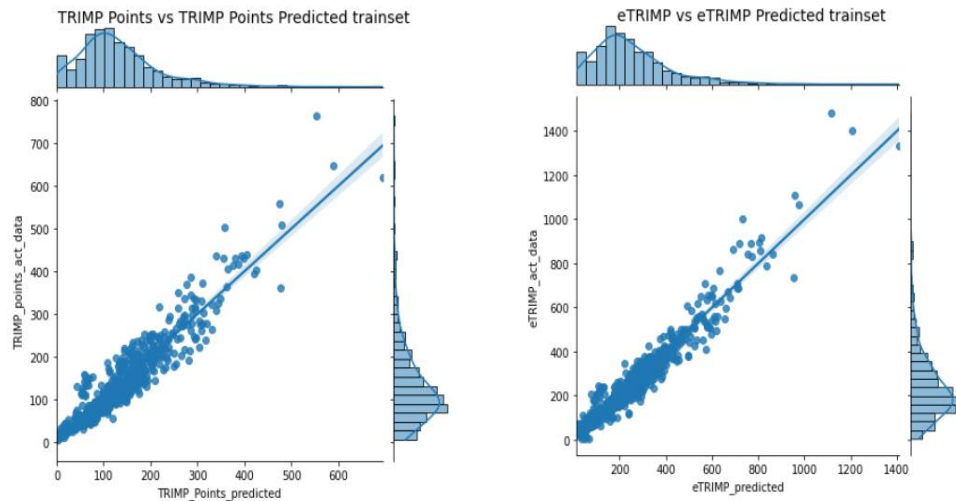 TRIMP Points vs TRIMP Points Predicted trainset
800
700
600
500
400
300
200
100
0
TRIMP_points_act_data
0 100 200 300 400 500 600
TRIMP_Points_predicted
eTRIMP vs eTRIMP Predicted trainset
1400
1200
1000
800
600
400
200
0
eTRIMP_act_data
200 400 600 800 1000 1200 1400
eTRIMP_predicted